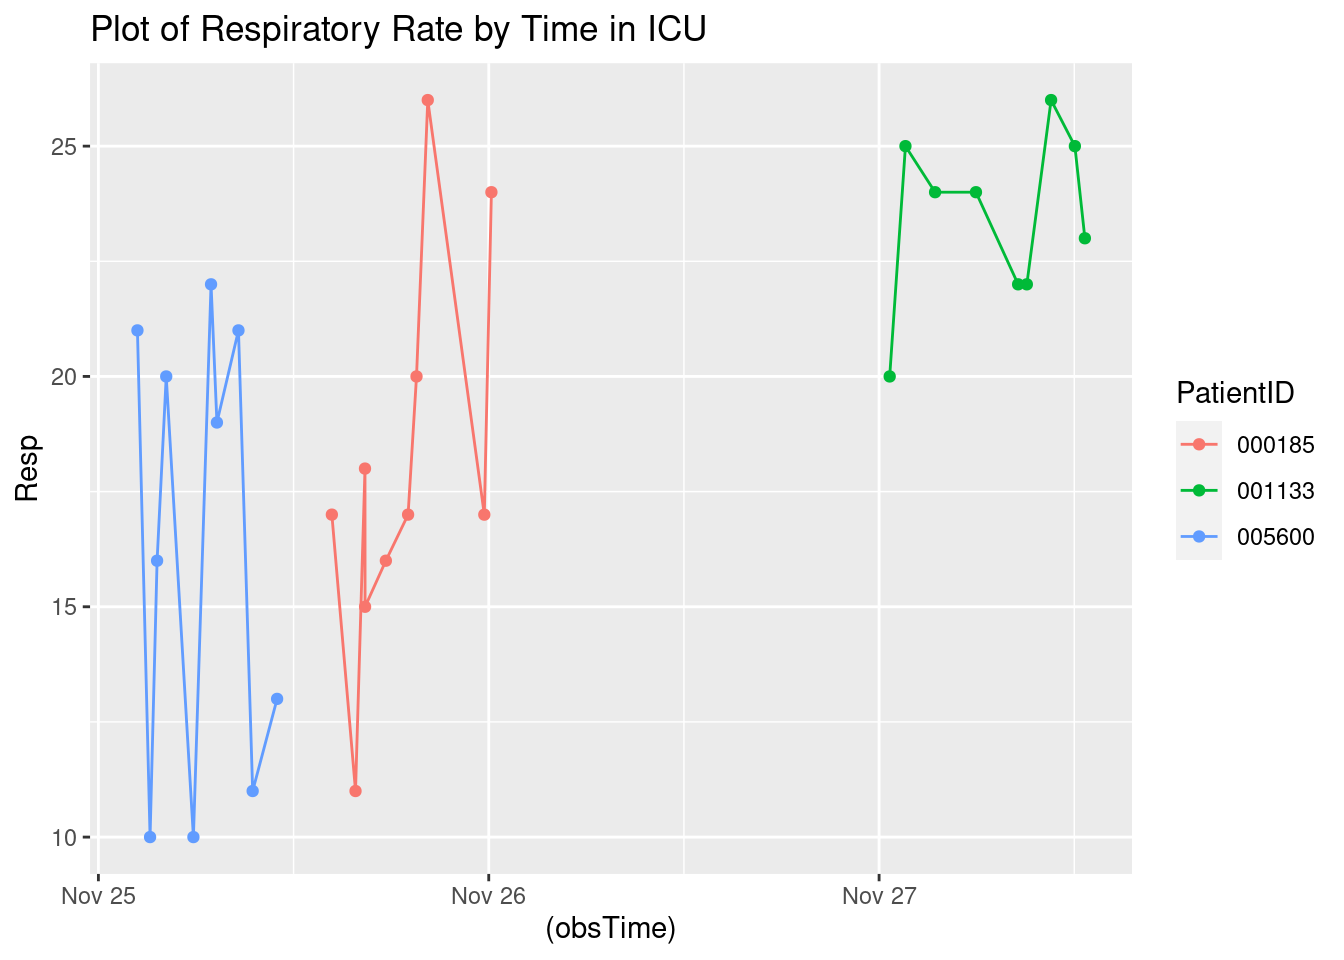 Plot of Respiratory Rate by Time in ICU
25
20
15
10
Resp
Nov 25
Nov 26
Nov 27
(obsTime)
PatientID
000185
001133
005600